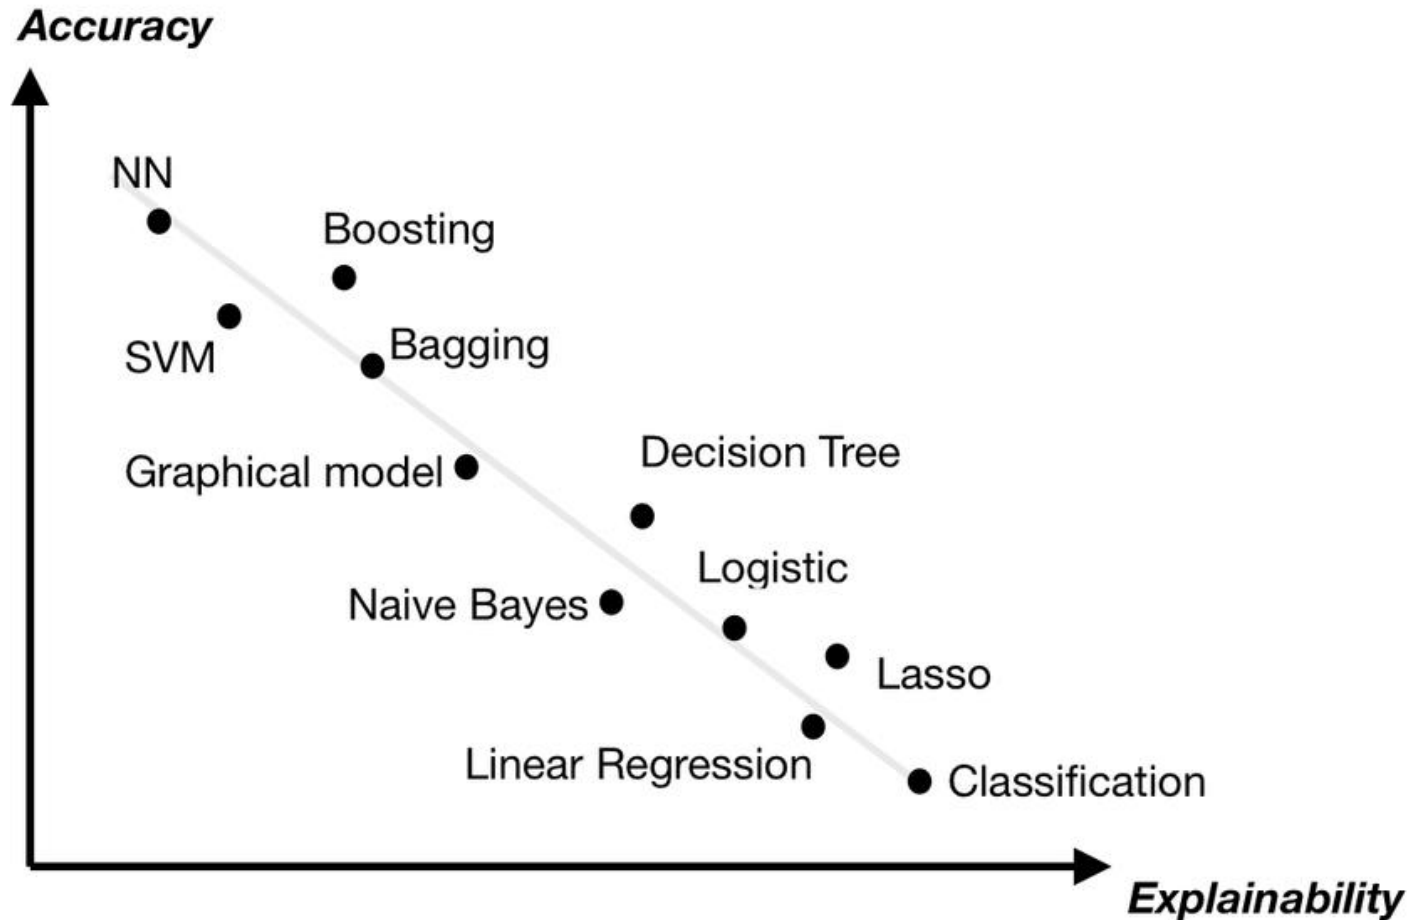 Accuracy
NN
Boosting
Bagging
SVM
Decision Tree
Graphical model
Logistic
Naive Bayes
Lasso
Linear Regression
Classification
Explainability